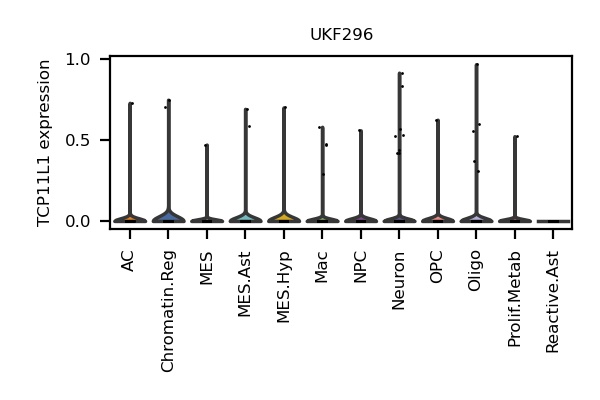 UKF296
TCP11L1 expression
1.0
0.5
0.0
AC
Chromatin.Reg
MES
MES.Ast
MES.Hyp
Mac
NPC
Neuron
OPC
Oligo
Prolif.Metab
Reactive.Ast